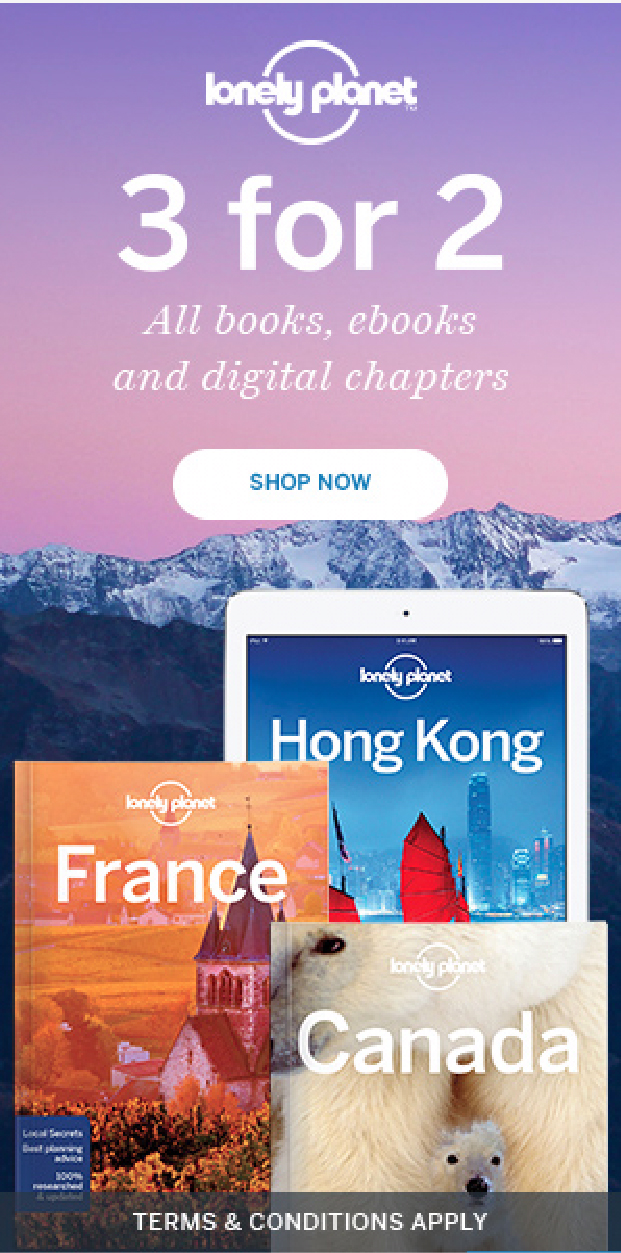 lonely planet
3 for 2
All books, ebooks
and digital chapters
SHOP NOW
lonely planet
Hong Kong
lonely planet
France
lonely planet
Canada
Local Secrets
Best planning
advice
100%
researched
& updated
TERMS & CONDITIONS APPLY